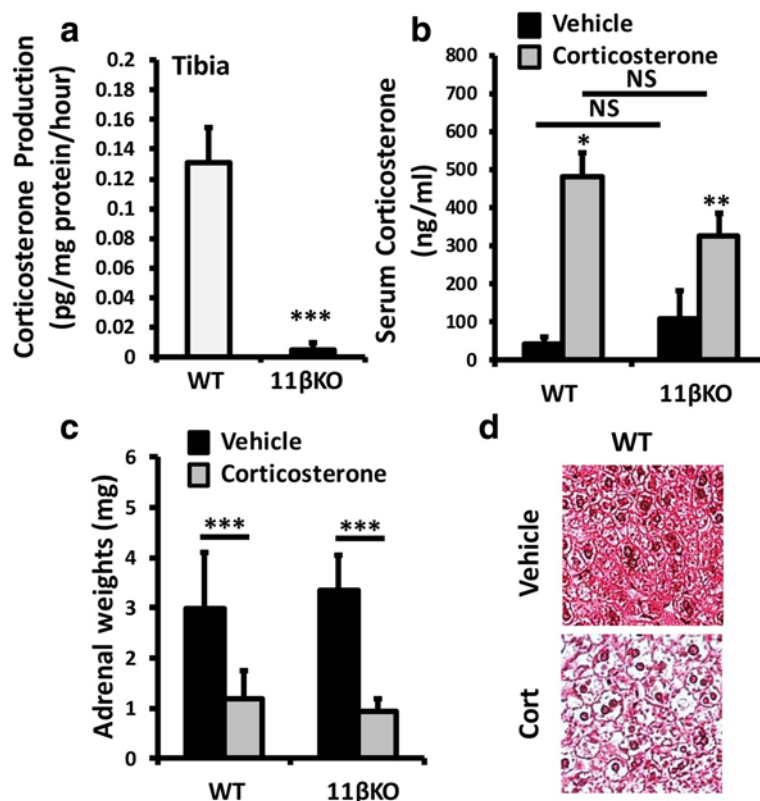 a
Tibia
Corticosterone Production
(pg/mg protein/hour)
0.2
0.18
0.16
0.14
0.12
0.1
0.08
0.06
0.04
0.02
0
***
WT
11βKO
b
Vehicle
Corticosterone
Serum Corticosterone
(ng/ml)
800
700
600
500
400
300
200
100
0
NS
NS
*
**
WT
11βKO
c
Vehicle
Corticosterone
Adrenal weights (mg)
6
5
4
3
2
1
0
***
***
WT
11βKO
d
WT
Vehicle
Cort